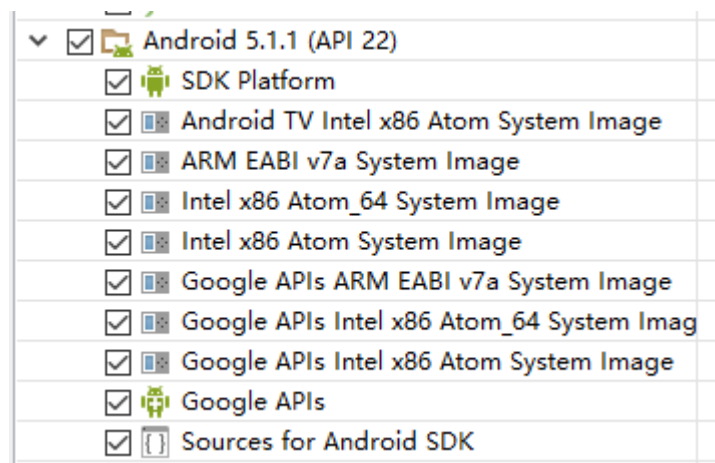 Android 5.1.1 (API 22)
SDK Platform
Android TV Intel x86 Atom System Image
ARM EABI v7a System Image
Intel x86 Atom_64 System Image
Intel x86 Atom System Image
Google APIs ARM EABI v7a System Image
Google APIs Intel x86 Atom_64 System Imag
Google APIs Intel x86 Atom System Image
Google APIs
Sources for Android SDK